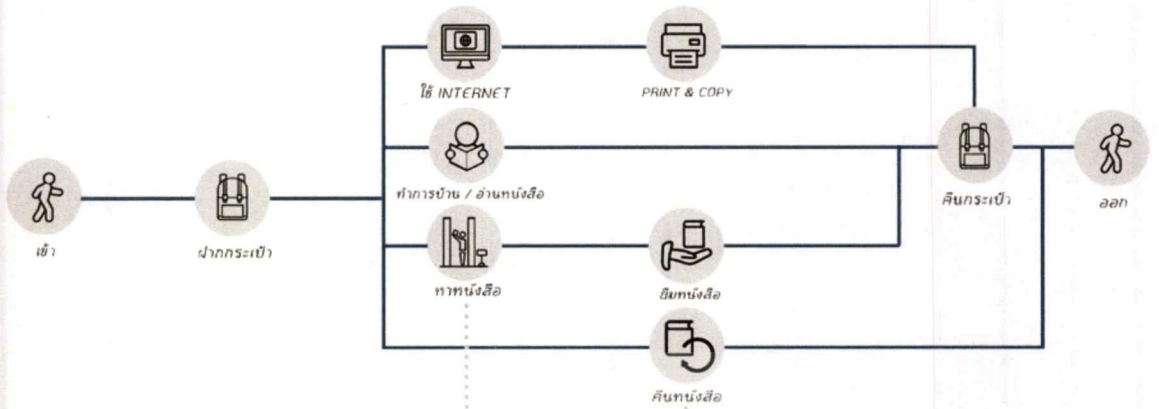 ใช้ INTERNET
PRINT & COPY
ทำการบ้าน / อ่านหนังสือ
คืนกระเป๋า
ออก
เข้า
ฝากกระเป๋า
หาหนังสือ
ยืมหนังสือ
คืนหนังสือ